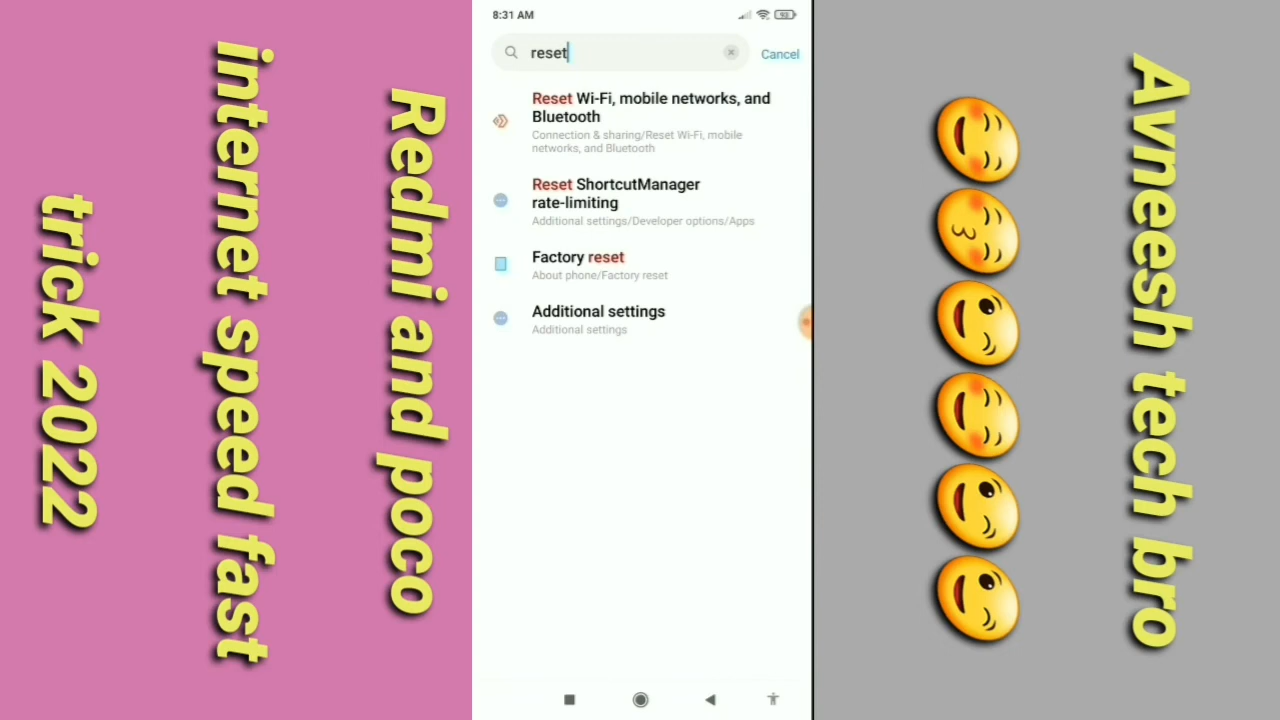 Redmi and poco
internet speed fast
trick 2022
8:31 AM
93
reset
Cancel
Reset Wi-Fi, mobile networks, and
Bluetooth
Connection & sharing/Reset Wi-Fi, mobile
networks, and Bluetooth
Reset ShortcutManager
rate-limiting
Additional settings/Developer options/Apps
Factory reset
About phone/Factory reset
Additional settings
Additional settings
Avneesh tech bro